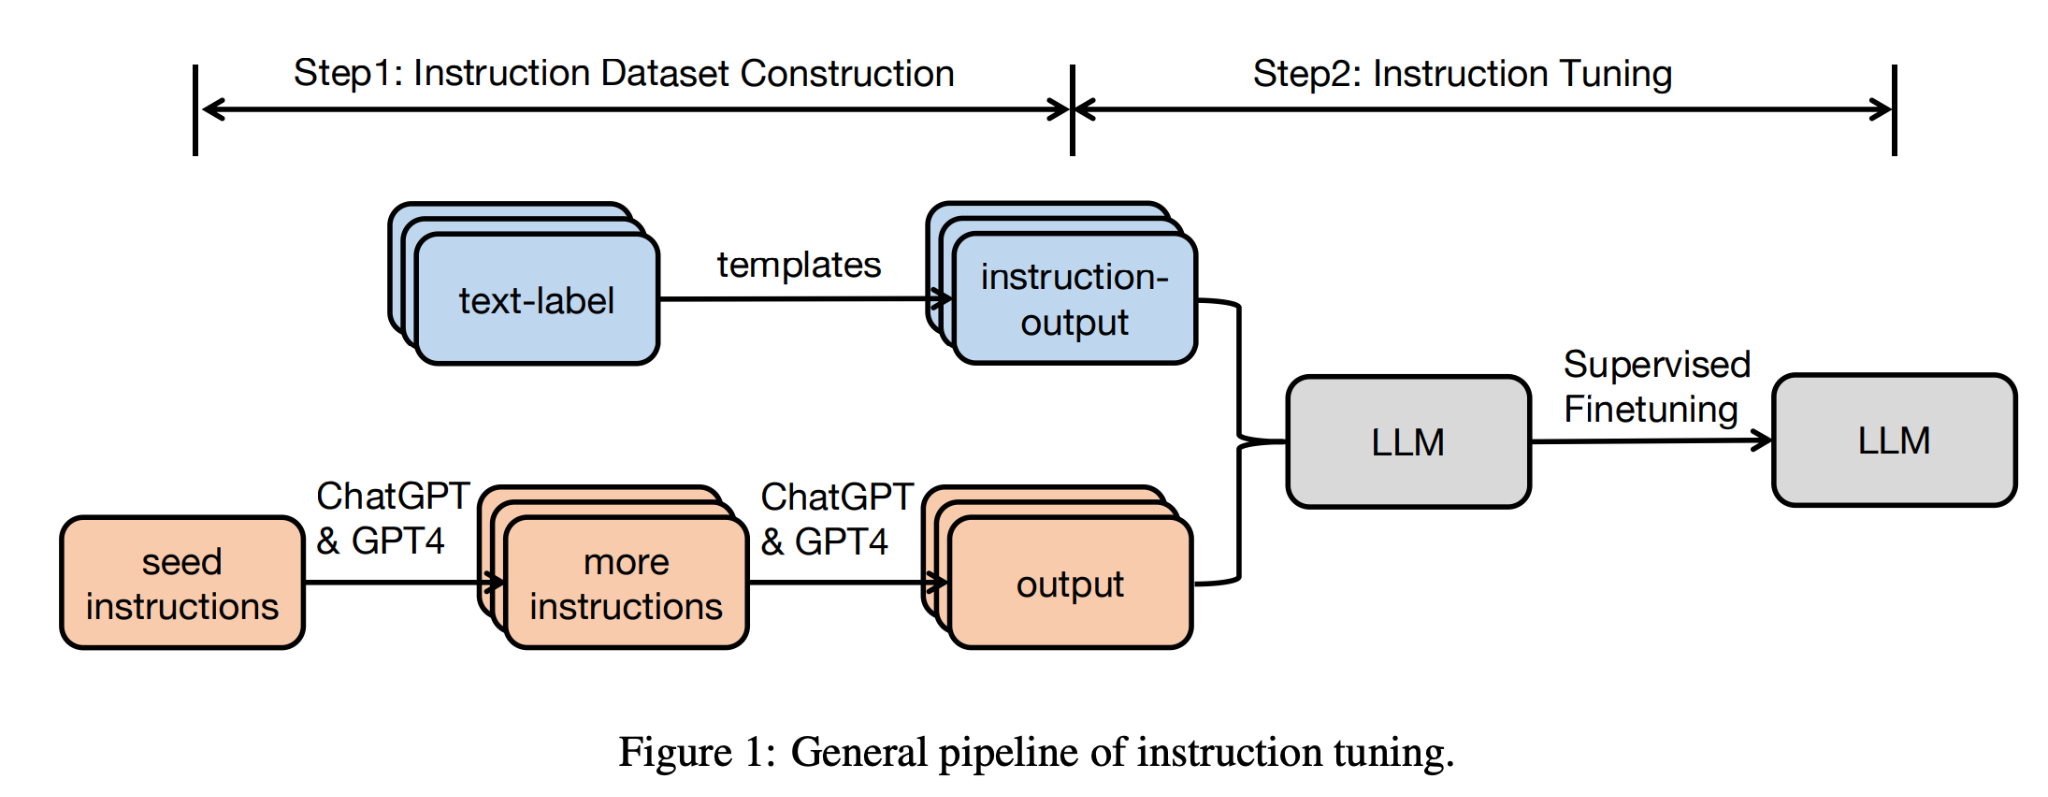 Step1: Instruction Dataset Construction
Step2: Instruction Tuning
text-label
templates
instruction-
output
seed
instructions
ChatGPT
& GPT4
more
instructions
ChatGPT
& GPT4
output
LLM
Supervised
Finetuning
LLM
Figure 1: General pipeline of instruction tuning.